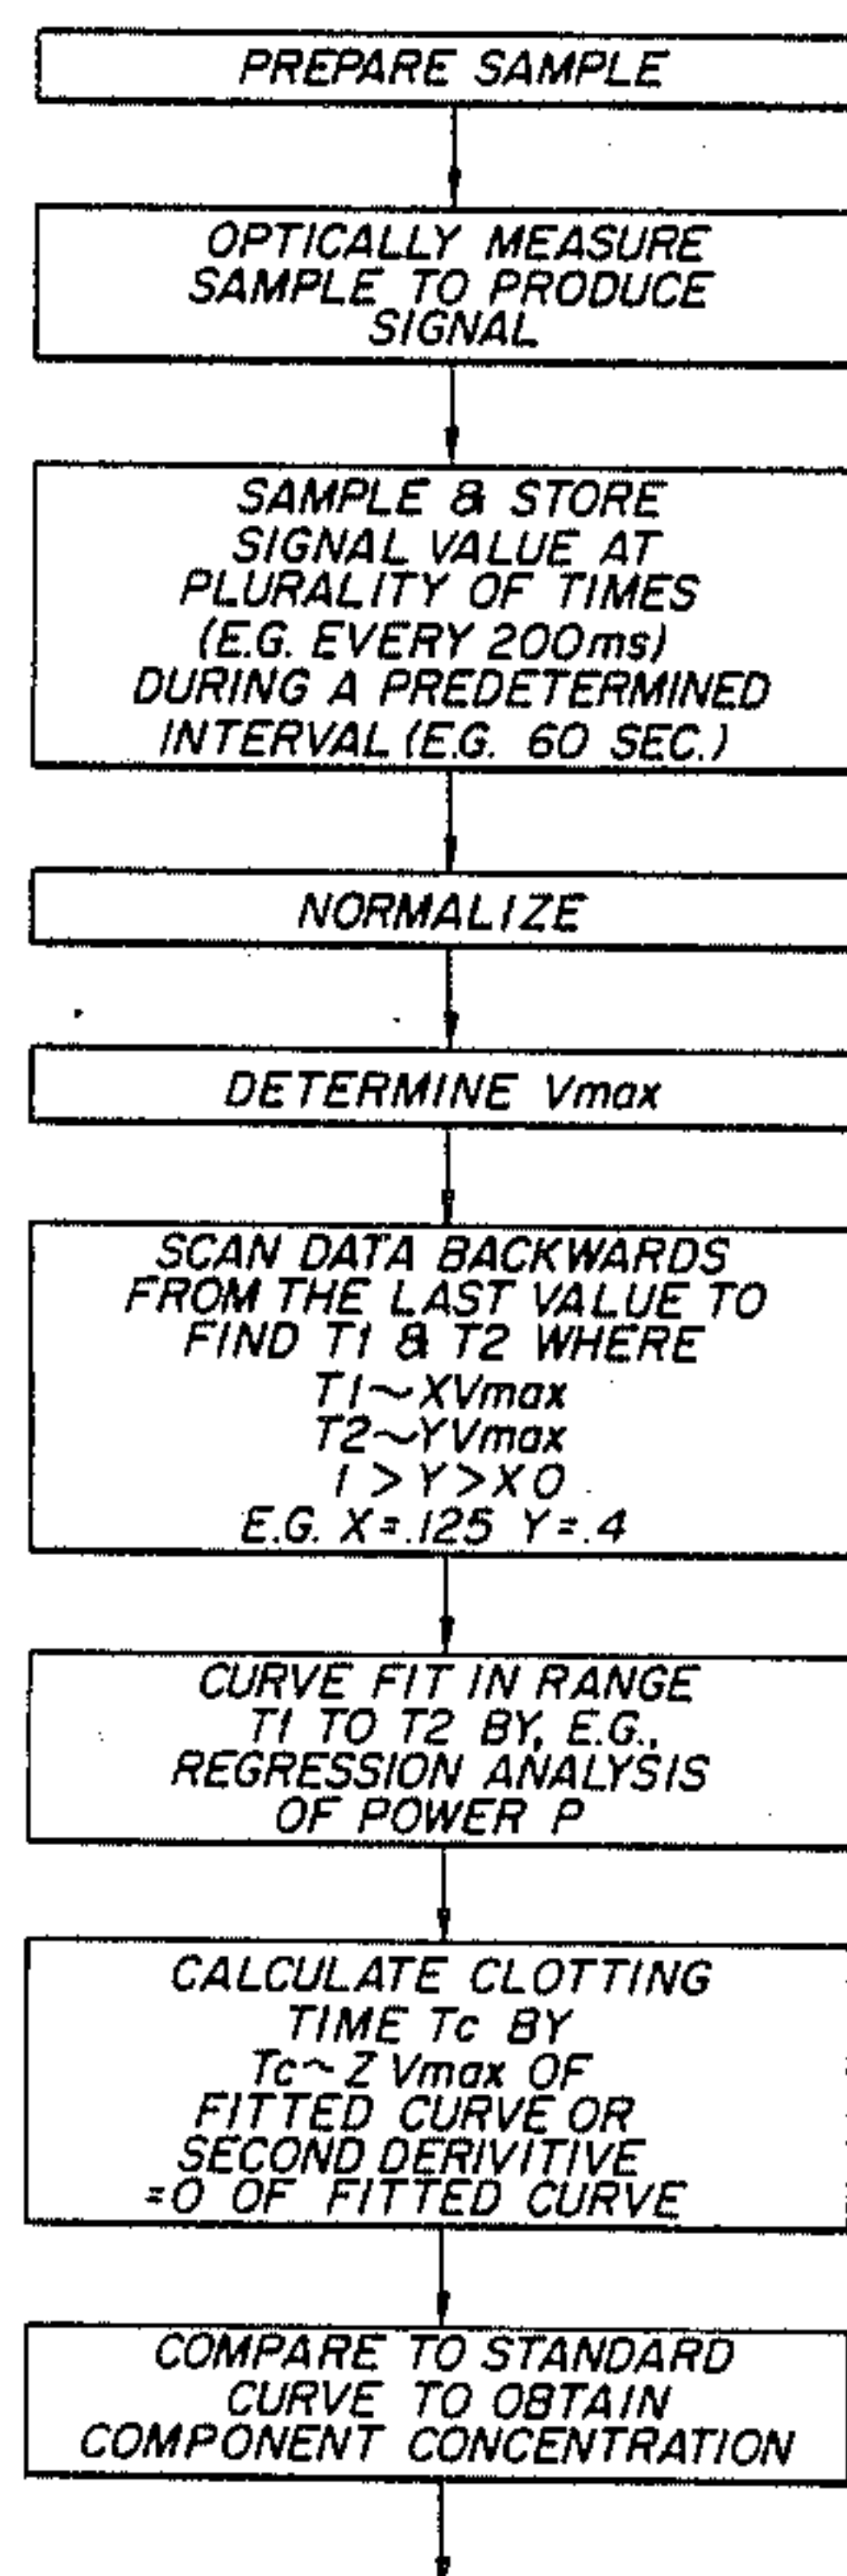 PREPARE SAMPLE
OPTICALLY MEASURE
SAMPLE TO PRODUCE
SIGNAL
SAMPLE & STORE
SIGNAL VALUE AT
PLURALITY OF TIMES
(E.G. EVERY 200ms)
DURING A PREDETERMINED
INTERVAL (E.G. 60 SEC.)
NORMALIZE
DETERMINE Vmax
SCAN DATA BACKWARDS
FROM THE LAST VALUE TO
FIND T1 & T2 WHERE
T1~XVmax
T2~YVmax
1 > Y > X 0
E.G. X=.125 Y=.4
CURVE FIT IN RANGE
T1 TO T2 BY, E.G.,
REGRESSION ANALYSIS
OF POWER P
CALCULATE CLOTTING
TIME Tc BY
Tc~Z Vmax OF
FITTED CURVE OR
SECOND DERIVITIVE
=0 OF FITTED CURVE
COMPARE TO STANDARD
CURVE TO OBTAIN
COMPONENT CONCENTRATION